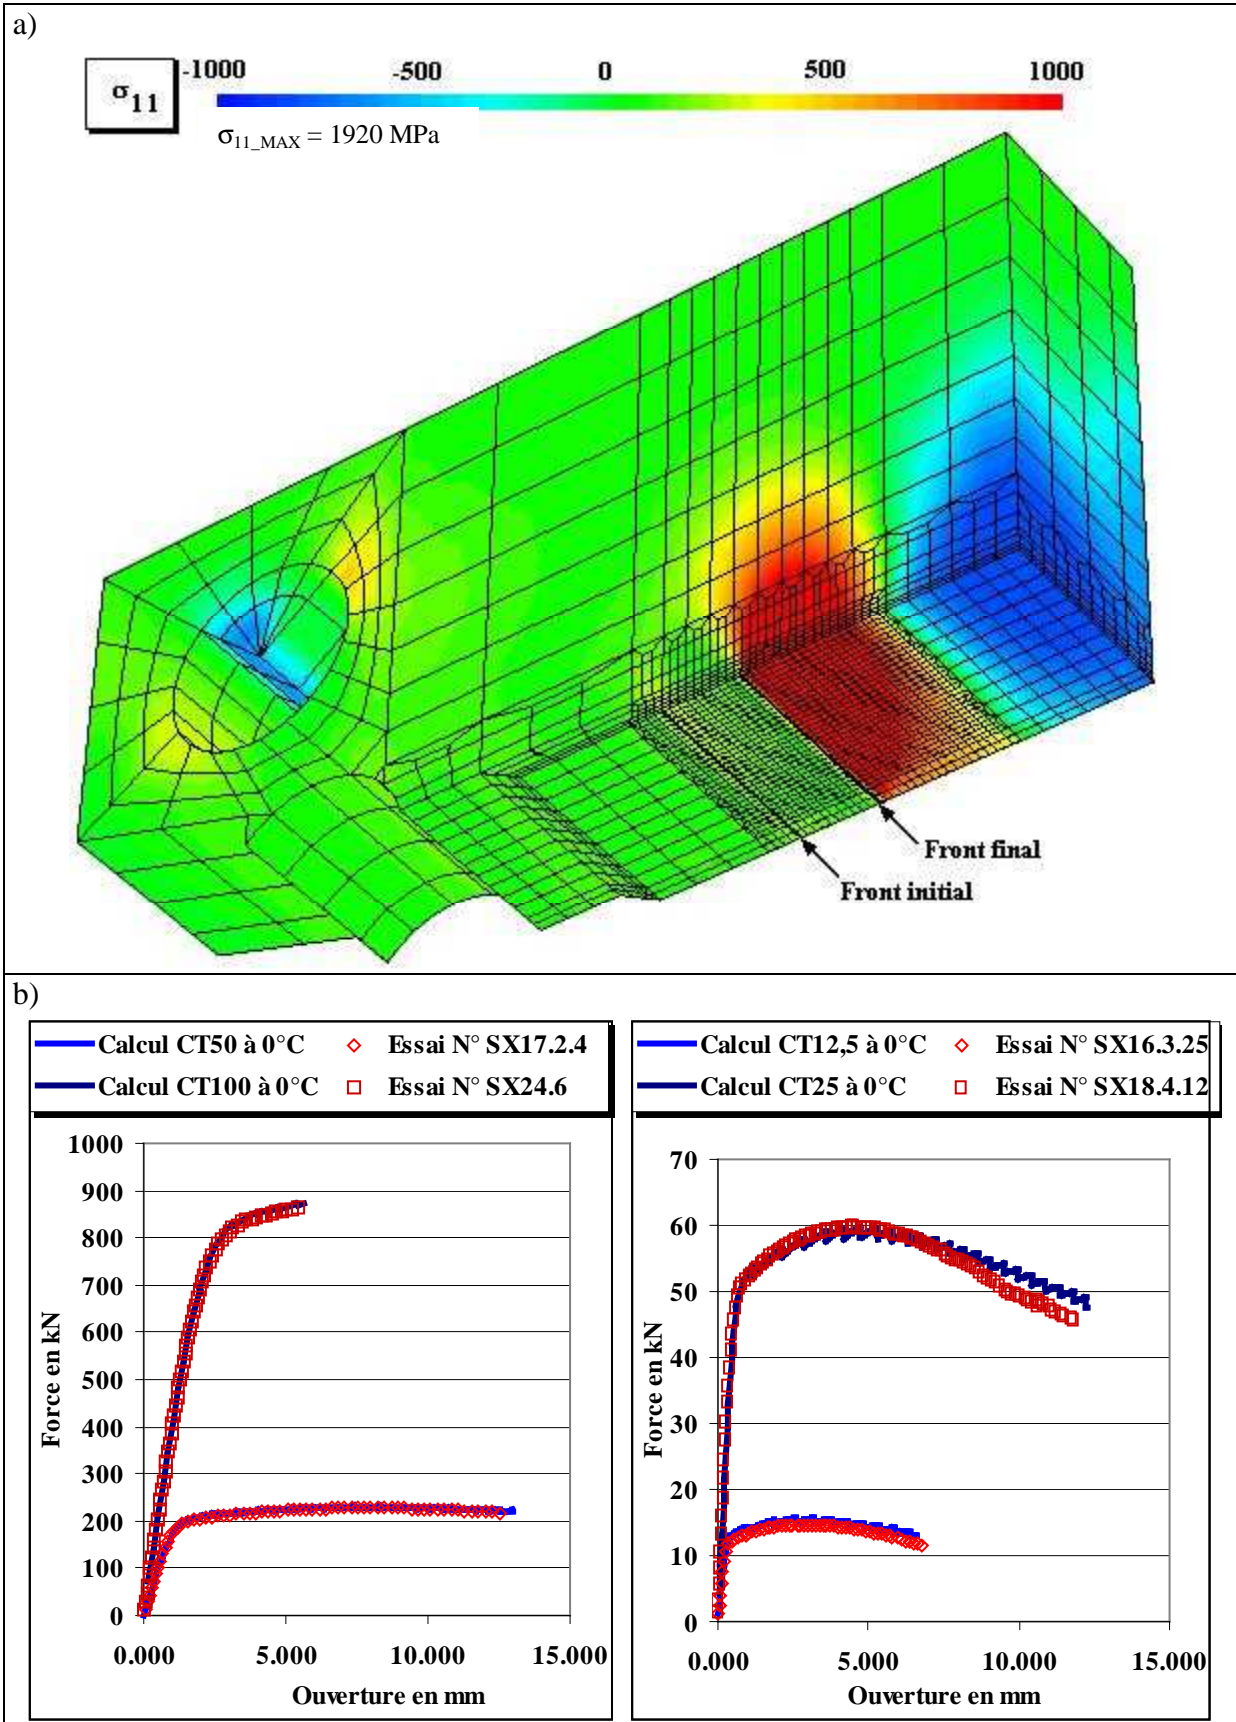 a)
-1000 -500 0 500 1000
σ11
σ11_MAX = 1920 MPa
Front final
Front initial
b)
Calcul CT50 à 0°C Essai N° SX17.2.4
Calcul CT100 à 0°C Essai N° SX24.6
1000
900
800
700
600
500
400
300
200
100
0
Force en kN
0.000 5.000 10.000 15.000
Ouverture en mm
Calcul CT12,5 à 0°C Essai N° SX16.3.25
Calcul CT25 à 0°C Essai N° SX18.4.12
70
60
50
40
30
20
10
0
Force en kN
0.000 5.000 10.000 15.000
Ouverture en mm